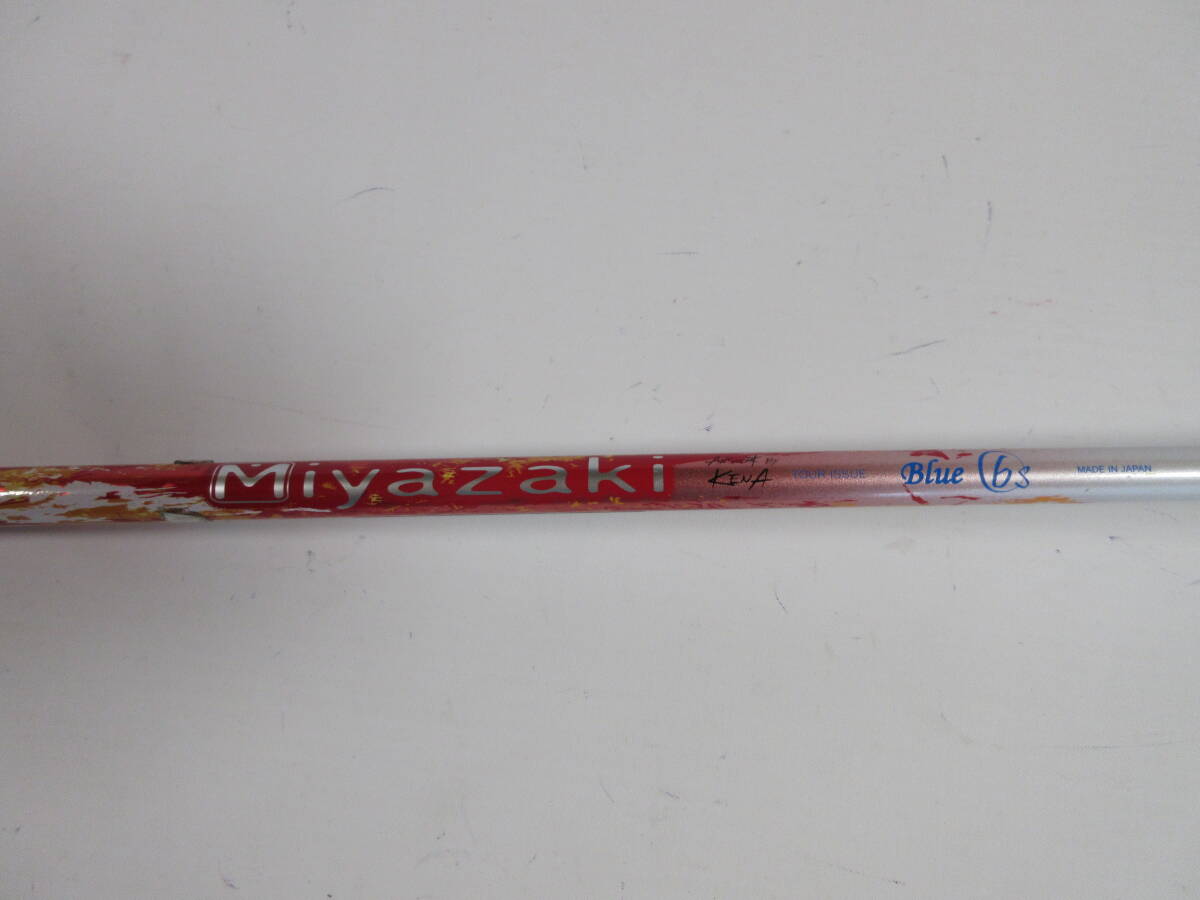 Miyazaki
KENA
TOUR ISSUE
Blue 6s
MADE IN JAPAN